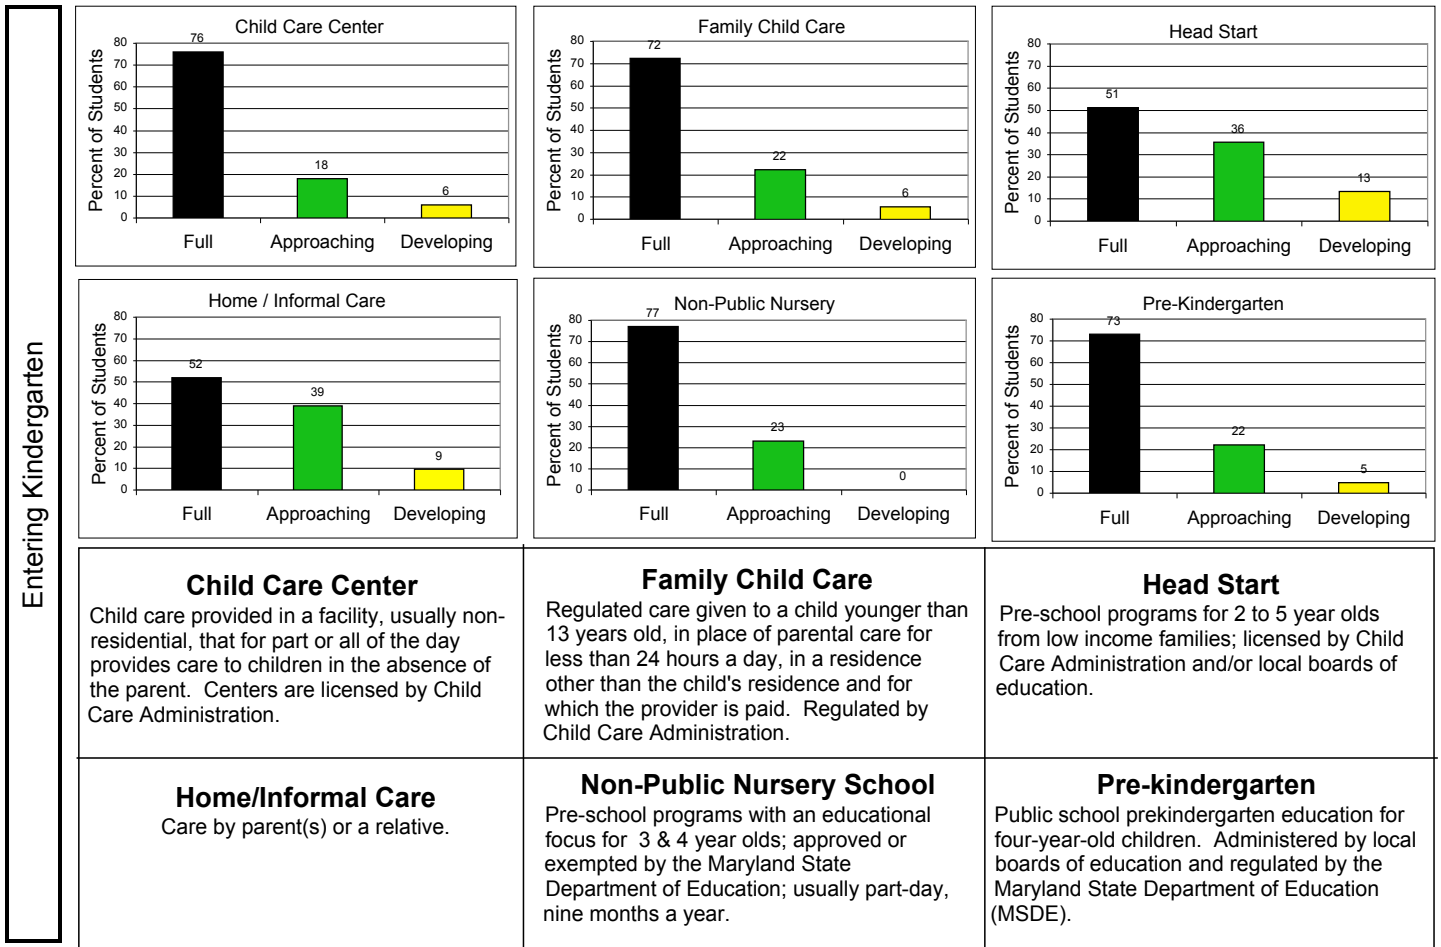 Entering Kindergarten
Child Care Center
Percent of Students
80
70
60
50
40
30
20
10
0
76
18
6
Full Approaching Developing
Family Child Care
Percent of Students
80
70
60
50
40
30
20
10
0
72
22
6
Full Approaching Developing
Head Start
Percent of Students
80
70
60
50
40
30
20
10
0
51
36
13
Full Approaching Developing
Home / Informal Care
Percent of Students
80
70
60
50
40
30
20
10
0
52
39
9
Full Approaching Developing
Non-Public Nursery
Percent of Students
80
70
60
50
40
30
20
10
0
77
23
0
Full Approaching Developing
Pre-Kindergarten
Percent of Students
80
70
60
50
40
30
20
10
0
73
22
5
Full Approaching Developing
Child Care Center
Child care provided in a facility, usually non-
residential, that for part or all of the day
provides care to children in the absence of
the parent. Centers are licensed by Child
Care Administration.
Family Child Care
Regulated care given to a child younger than
13 years old, in place of parental care for
less than 24 hours a day, in a residence
other than the child's residence and for
which the provider is paid. Regulated by
Child Care Administration.
Head Start
Pre-school programs for 2 to 5 year olds
from low income families; licensed by Child
Care Administration and/or local boards of
education.
Home/Informal Care
Care by parent(s) or a relative.
Non-Public Nursery School
Pre-school programs with an educational
focus for 3 & 4 year olds; approved or
exempted by the Maryland State
Department of Education; usually part-day,
nine months a year.
Pre-kindergarten
Public school prekindergarten education for
four-year-old children. Administered by local
boards of education and regulated by the
Maryland State Department of Education
(MSDE).